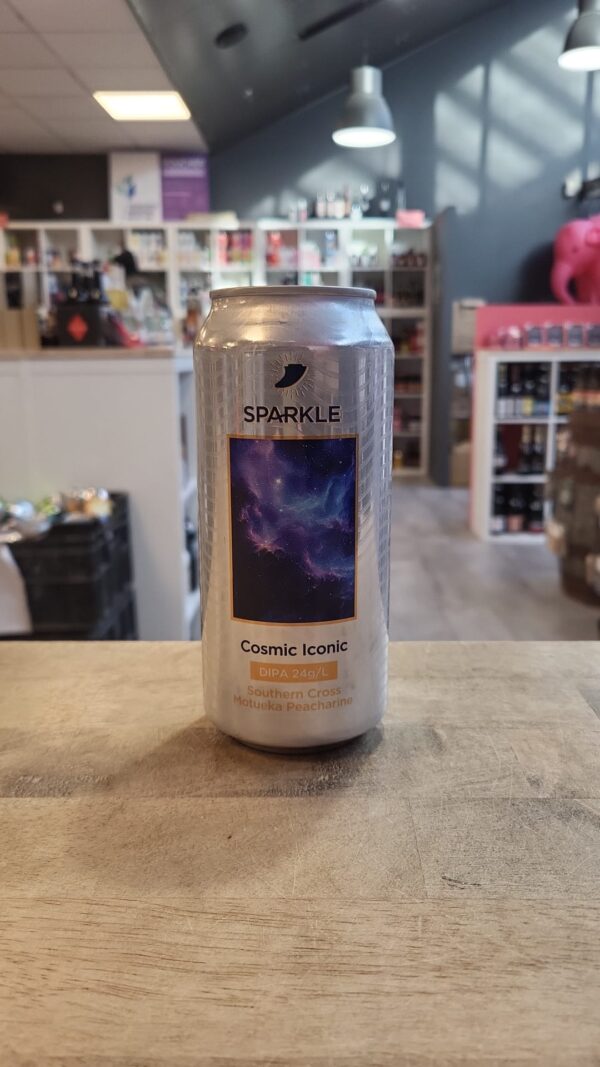 SPARKLE
Cosmic Iconic
DIPA 24g/L
Southern Cross
Motueka Peacharine